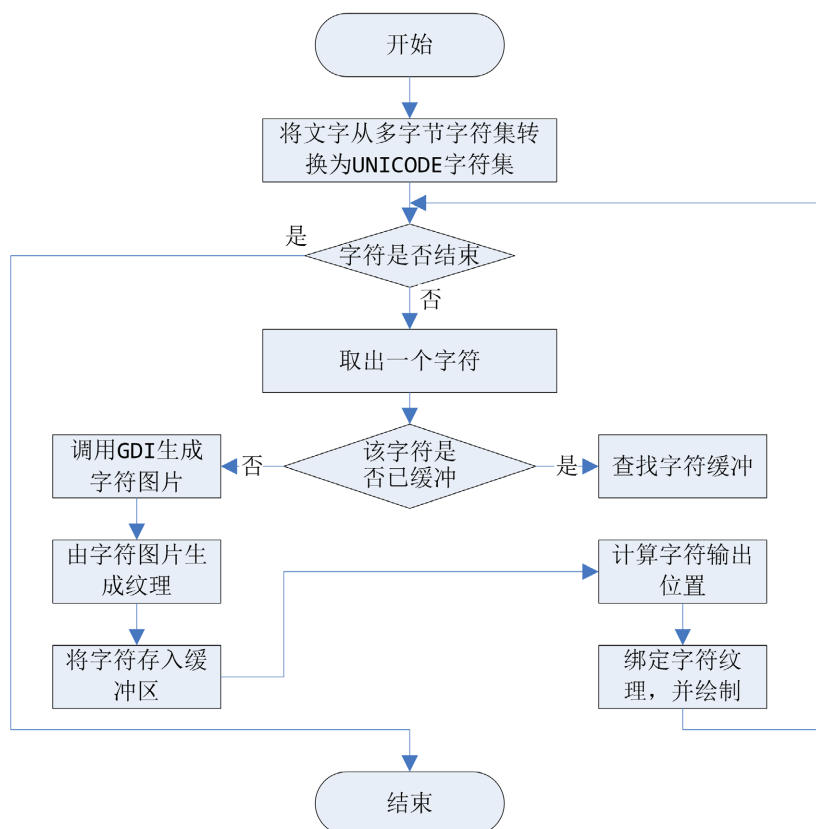 开始
将文字从多字节字符集转
换为UNICODE字符集
是
字符是否结束
否
取出一个字符
调用GDI生成
字符图片
否
该字符是
否已缓冲
是
查找字符缓冲
由字符图片生
成纹理
计算字符输出
位置
将字符存入缓
冲区
绑定字符纹
理，并绘制
结束